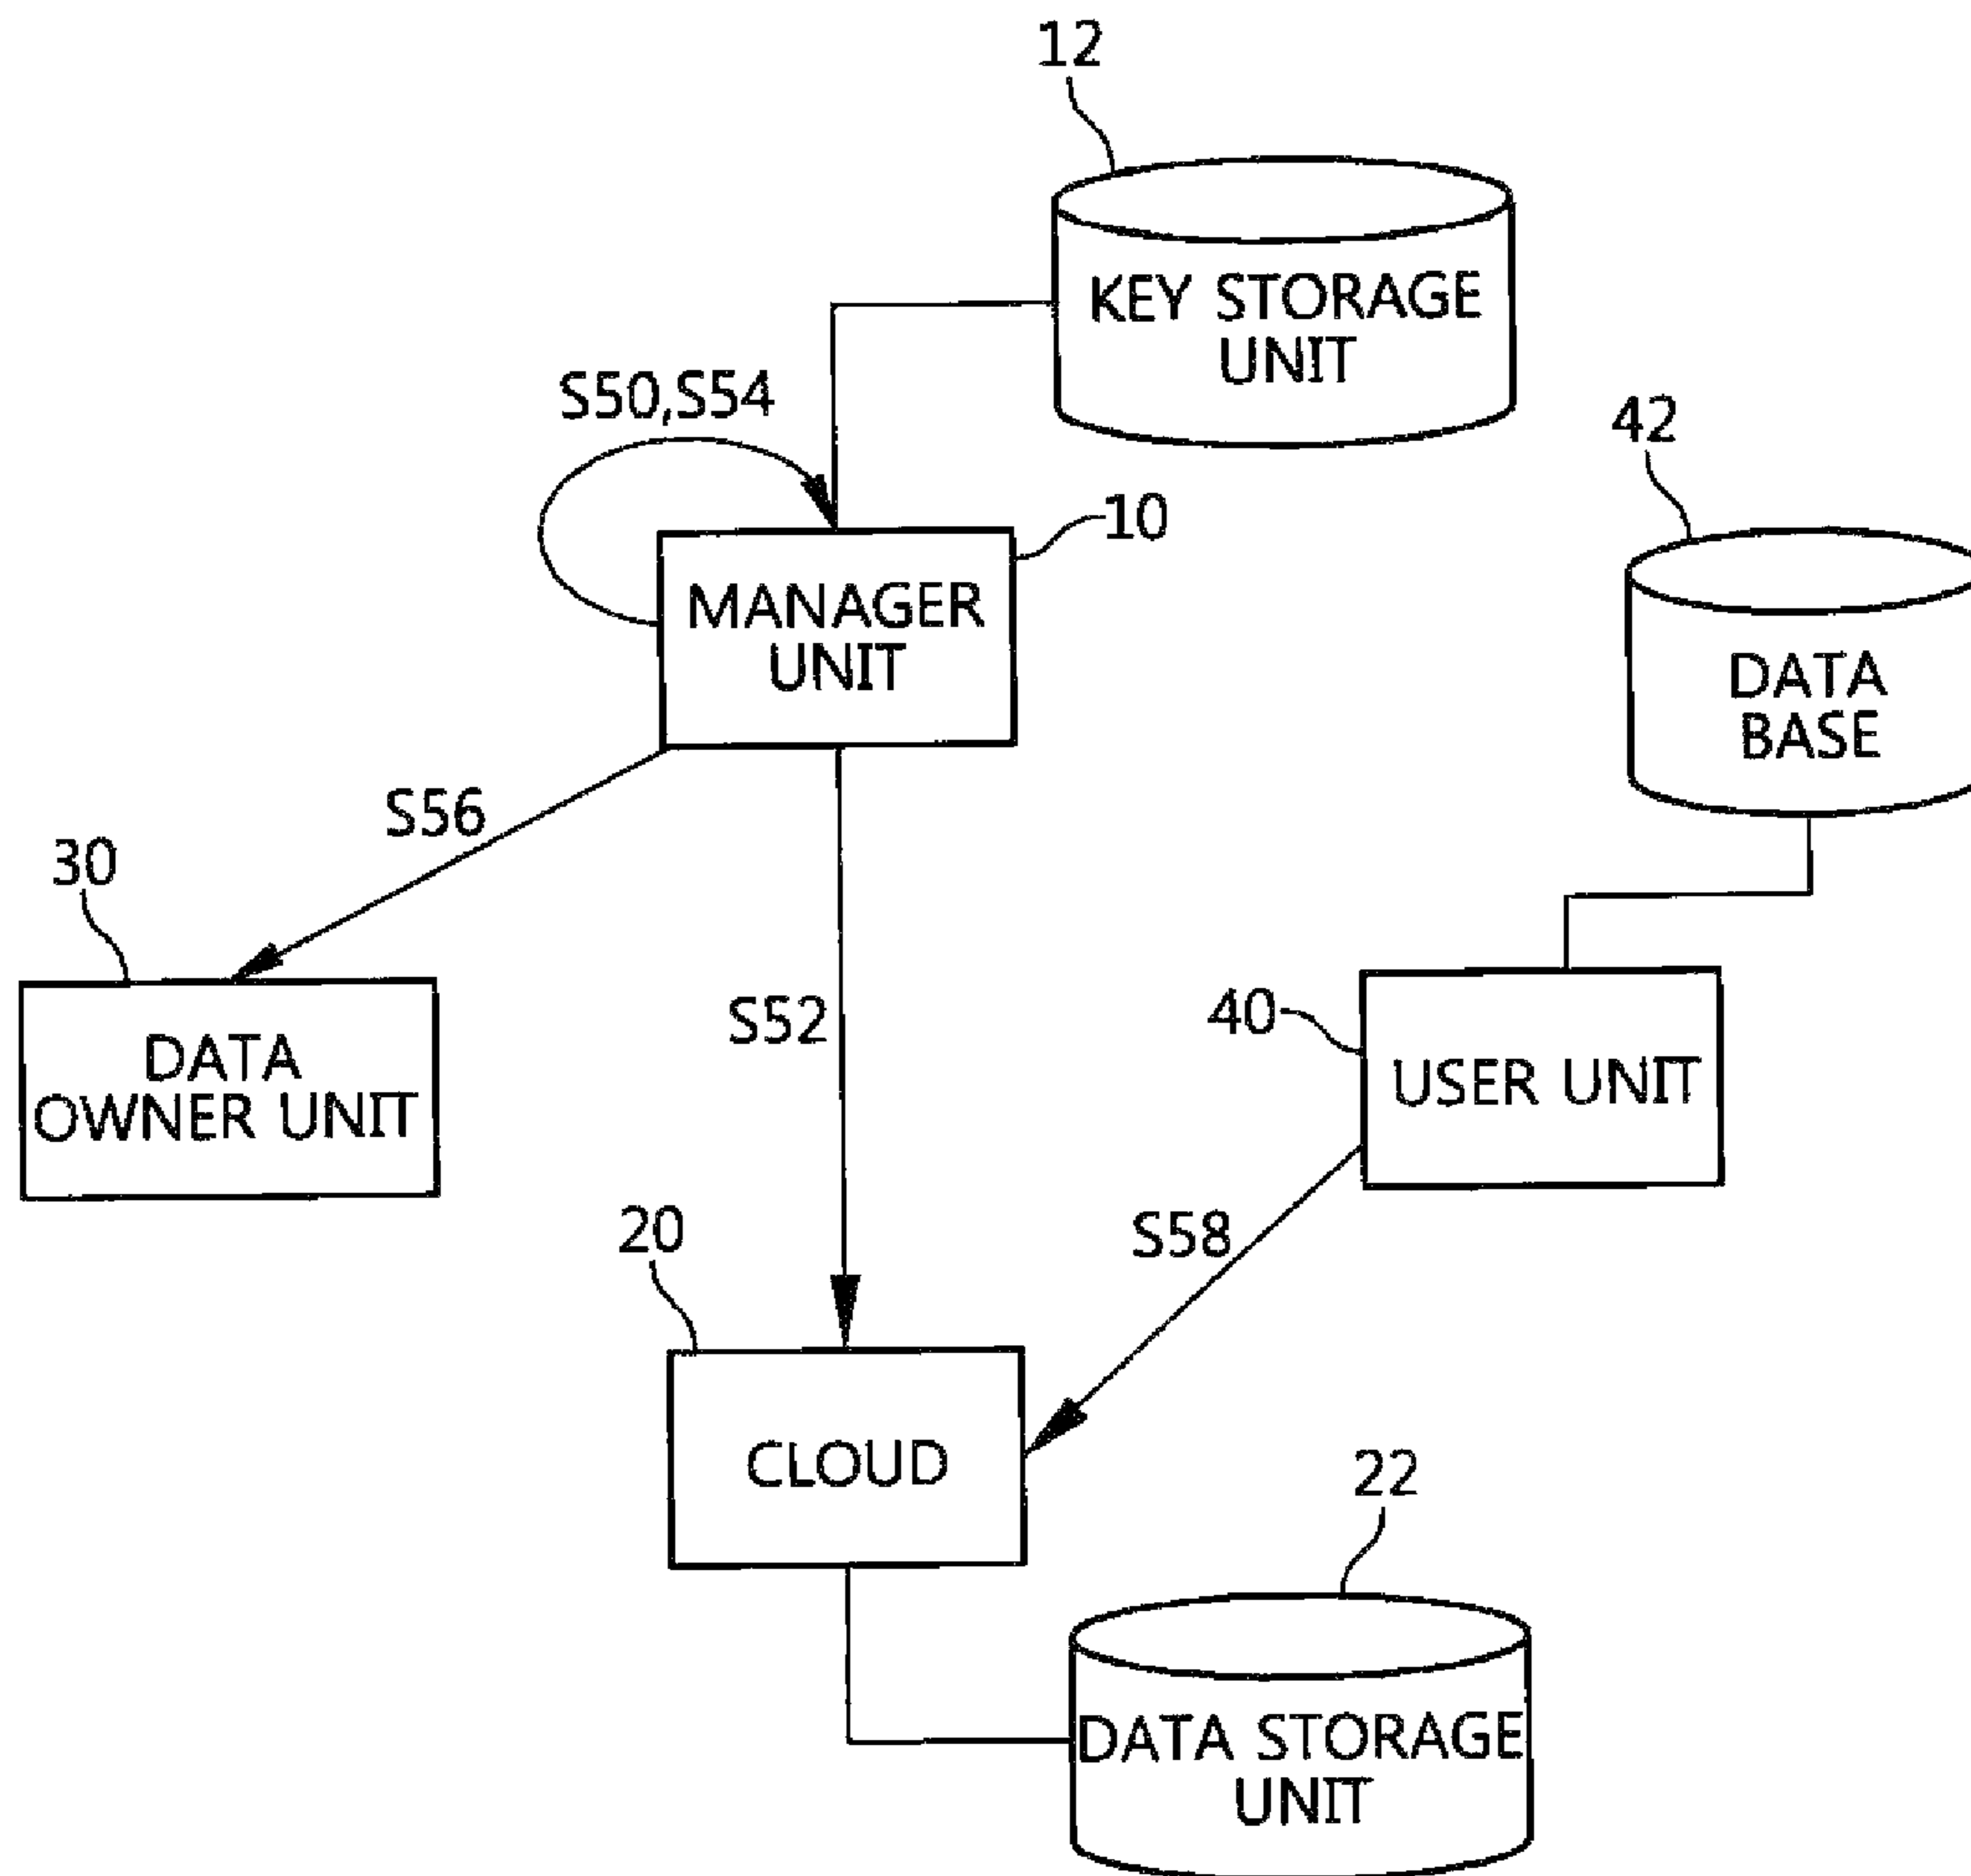 12
KEY STORAGE
UNIT
S50,S54
42
10
MANAGER
UNIT
DATA
BASE
S56
30
S52
40
DATA
OWNER UNIT
USER UNIT
20
S58
CLOUD
22
DATA STORAGE
UNIT